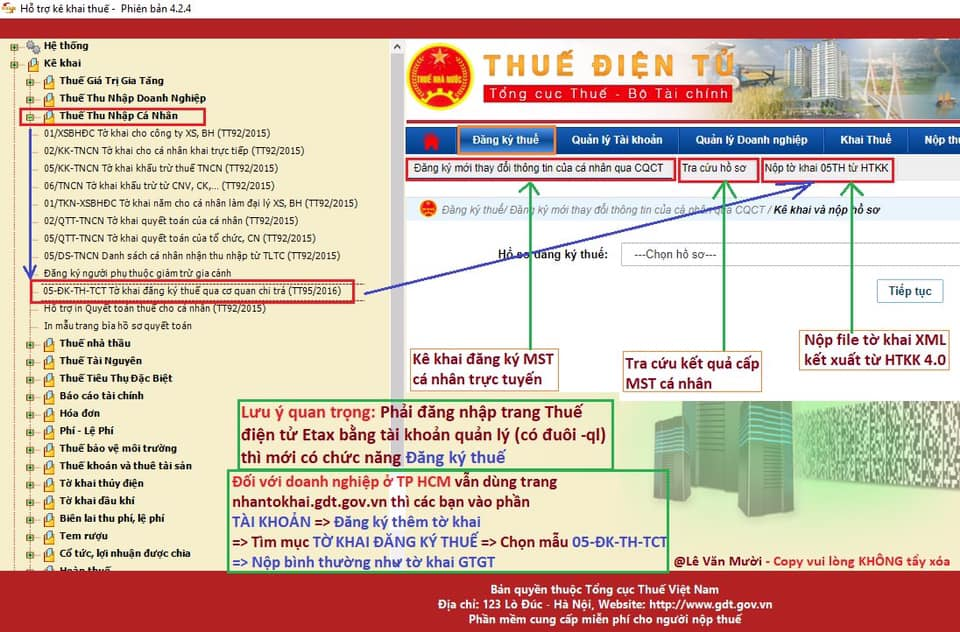 Hỗ trợ kê khai thuế - Phiên bản 4.2.4
Hệ thống
Kê khai
Thuế Giá Trị Gia Tăng
Thuế Thu Nhập Doanh Nghiệp
Thuế Thu Nhập Cá Nhân
01/XSBHĐC Tờ khai cho công ty XS, BH (TT92/2015)
02/KK-TNCN Tờ khai cho cá nhân khai trực tiếp (TT92/2015)
05/KK-TNCN Tờ khai khấu trừ thuế TNCN (TT92/2015)
06/TNCN Tờ khai khấu trừ từ CNV, CK,... (TT92/2015)
01/TKN-XSBHĐC Tờ khai năm cho cá nhân làm đại lý XS, BH (TT92/2015)
02/QTT-TNCN Tờ khai quyết toán của cá nhân (TT92/2015)
05/QTT-TNCN Tờ khai quyết toán của tổ chức, CN (TT92/2015)
05/DS-TNCN Danh sách cá nhân nhận thu nhập từ TLTC (TT92/2015)
Đăng ký người phụ thuộc giảm trừ gia cảnh
05-ĐK-TH-TCT Tờ khai đăng ký thuế qua cơ quan chi trả (TT95/2016)
Hỗ trợ in Quyết toán thuế cho cá nhân (TT92/2015)
In mẫu trang bìa hồ sơ quyết toán
Thuế nhà thầu
Thuế Tài Nguyên
Thuế Tiêu Thụ Đặc Biệt
Báo cáo tài chính
Hóa đơn
Phí - Lệ Phí
Thuế bảo vệ môi trường
Thuế khoán và thuê tài sản
Tờ khai thủy điện
Tờ khai dầu khí
Biên lai thu phí, lệ phí
Tem rượu
Cổ tức, lợi nhuận được chia
Hoàn thuế
THUẾ NHÀ NƯỚC
THUẾ ĐIỆN TỬ
Tổng cục Thuế - Bộ Tài chính
Đăng ký thuế
Quản lý Tài khoản
Quản lý Doanh nghiệp
Khai Thuế
Nộp thu
Đăng ký mới thay đổi thông tin của cá nhân qua CQCT
Tra cứu hồ sơ
Nộp tờ khai 05TH từ HTKK
Đăng ký thuế/ Đăng ký mới thay đổi thông tin của cá nhân qua CQCT / Kê khai và nộp hồ sơ
Hồ sơ đăng ký thuế:
---Chọn hồ sơ---
Tiếp tục
Kê khai đăng ký MST
cá nhân trực tuyến
Tra cứu kết quả cấp
MST cá nhân
Nộp file tờ khai XML
kết xuất từ HTKK 4.0
Lưu ý quan trọng: Phải đăng nhập trang Thuế
điện tử Etax bằng tài khoản quản lý (có đuôi -ql)
thì mới có chức năng Đăng ký thuế
Đối với doanh nghiệp ở TP HCM vẫn dùng trang
nhantokhai.gdt.gov.vn thì các bạn vào phần
TÀI KHOẢN => Đăng ký thêm tờ khai
=> Tìm mục TỜ KHAI ĐĂNG KÝ THUẾ => Chọn mẫu 05-ĐK-TH-TCT
=> Nộp bình thường như tờ khai GTGT
@Lê Văn Mười - Copy vui lòng KHÔNG tẩy xóa
Bản quyền thuộc Tổng cục Thuế Việt Nam
Địa chỉ: 123 Lò Đúc - Hà Nội, Website: http://www.gdt.gov.vn
Phần mềm cung cấp miễn phí cho người nộp thuế